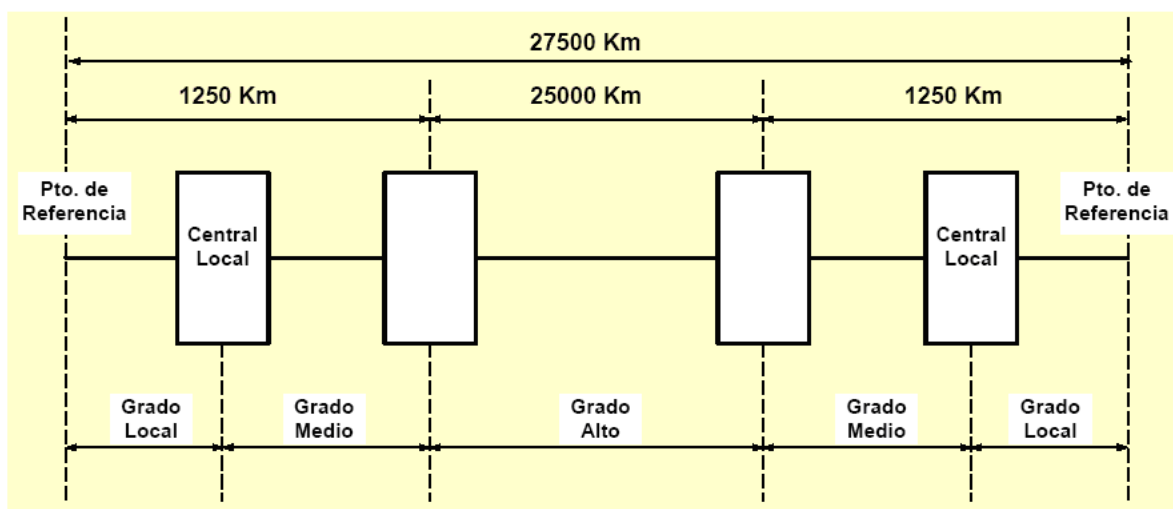 27500 Km
1250 Km
25000 Km
1250 Km
Pto. de
Referencia
Central
Local
Central
Local
Pto. de
Referencia
Grado
Local
Grado
Medio
Grado
Alto
Grado
Medio
Grado
Local